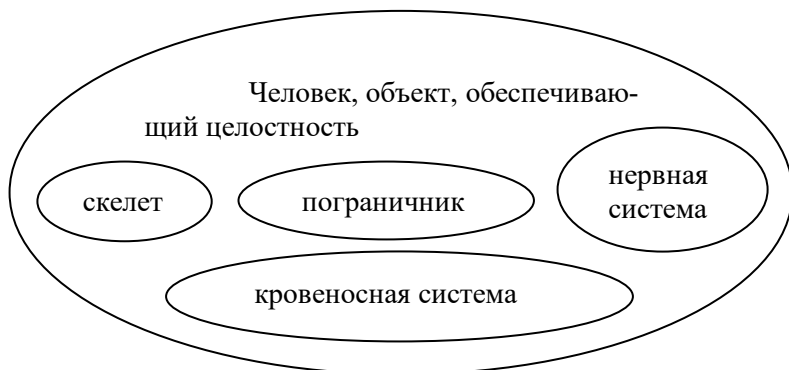 Человек, объект, обеспечиваю-
щий целостность
скелет
пограничник
нервная
система
кровеносная система